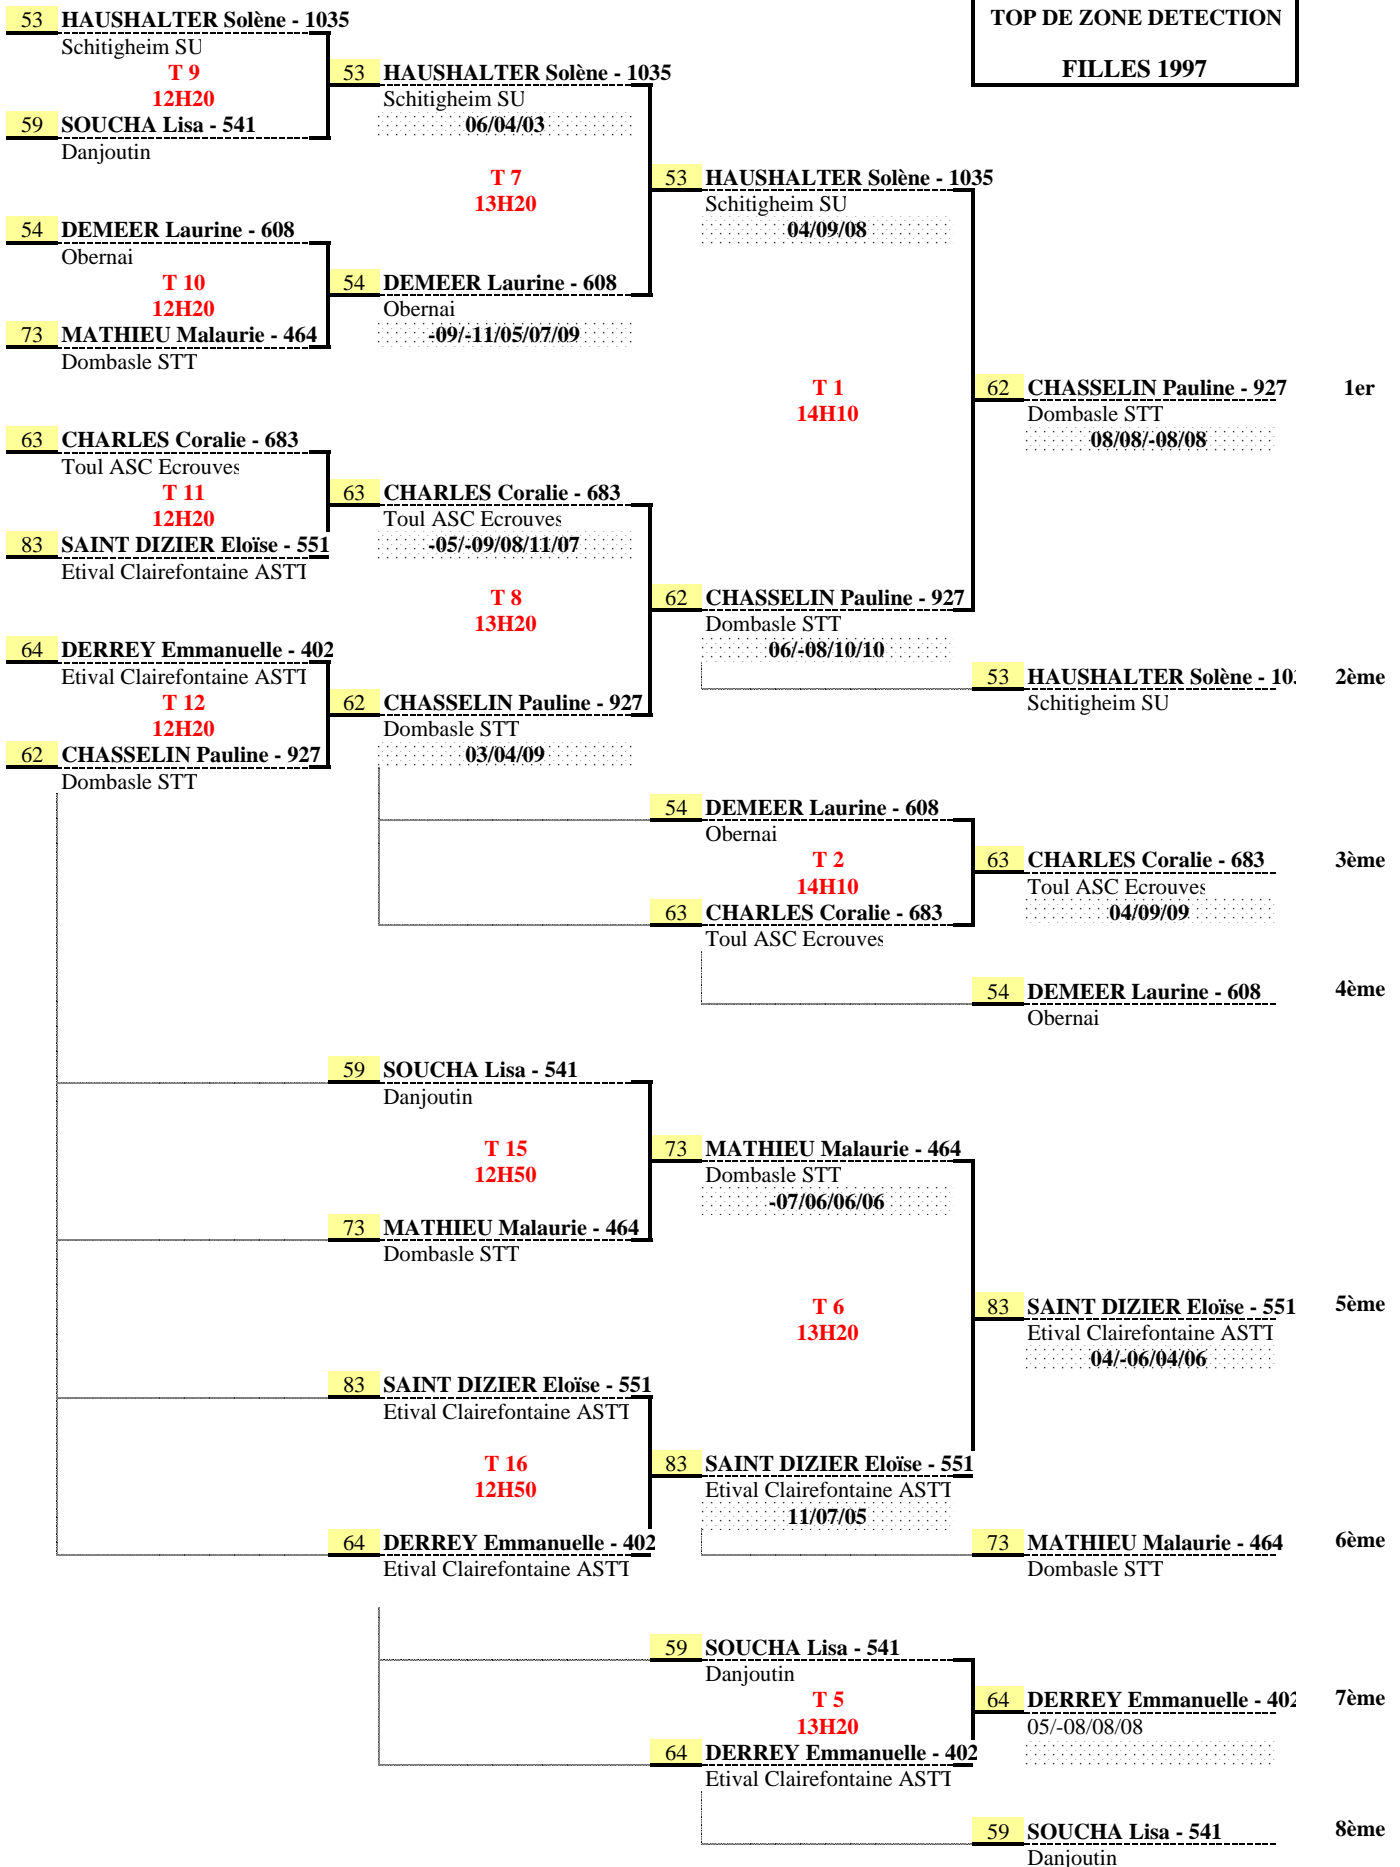 TOP DE ZONE DETECTION
FILLES 1997
53 HAUSHALTER Solène - 1035
Schitigheim SU
T 9
12H20
59 SOUCHA Lisa - 541
Danjoutin
54 DEMEER Laurine - 608
Obernai
T 10
12H20
73 MATHIEU Malaurie - 464
Dombasle STT
63 CHARLES Coralie - 683
Toul ASC Ecrouves
T 11
12H20
83 SAINT DIZIER Eloïse - 551
Etival Clairefontaine ASTT
64 DERREY Emmanuelle - 402
Etival Clairefontaine ASTT
T 12
12H20
62 CHASSELIN Pauline - 927
Dombasle STT
53 HAUSHALTER Solène - 1035
Schitigheim SU
06/04/03
T 7
13H20
54 DEMEER Laurine - 608
Obernai
-09/-11/05/07/09
63 CHARLES Coralie - 683
Toul ASC Ecrouves
-05/-09/08/11/07
T 8
13H20
62 CHASSELIN Pauline - 927
Dombasle STT
03/04/09
53 HAUSHALTER Solène - 1035
Schitigheim SU
04/09/08
T 1
14H10
62 CHASSELIN Pauline - 927
Dombasle STT
06/-08/10/10
62 CHASSELIN Pauline - 927 1er
Dombasle STT
08/08/-08/08
53 HAUSHALTER Solène - 10 2ème
Schitigheim SU
54 DEMEER Laurine - 608
Obernai
T 2
14H10
63 CHARLES Coralie - 683
Toul ASC Ecrouves
63 CHARLES Coralie - 683 3ème
Toul ASC Ecrouves
04/09/09
54 DEMEER Laurine - 608 4ème
Obernai
59 SOUCHA Lisa - 541
Danjoutin
T 15
12H50
73 MATHIEU Malaurie - 464
Dombasle STT
83 SAINT DIZIER Eloïse - 551
Etival Clairefontaine ASTT
T 16
12H50
64 DERREY Emmanuelle - 402
Etival Clairefontaine ASTT
73 MATHIEU Malaurie - 464
Dombasle STT
-07/06/06/06
T 6
13H20
83 SAINT DIZIER Eloïse - 551
Etival Clairefontaine ASTT
11/07/05
83 SAINT DIZIER Eloïse - 551 5ème
Etival Clairefontaine ASTT
04/-06/04/06
73 MATHIEU Malaurie - 464 6ème
Dombasle STT
59 SOUCHA Lisa - 541
Danjoutin
T 5
13H20
64 DERREY Emmanuelle - 402
Etival Clairefontaine ASTT
64 DERREY Emmanuelle - 402 7ème
05/-08/08/08
59 SOUCHA Lisa - 541 8ème
Danjoutin